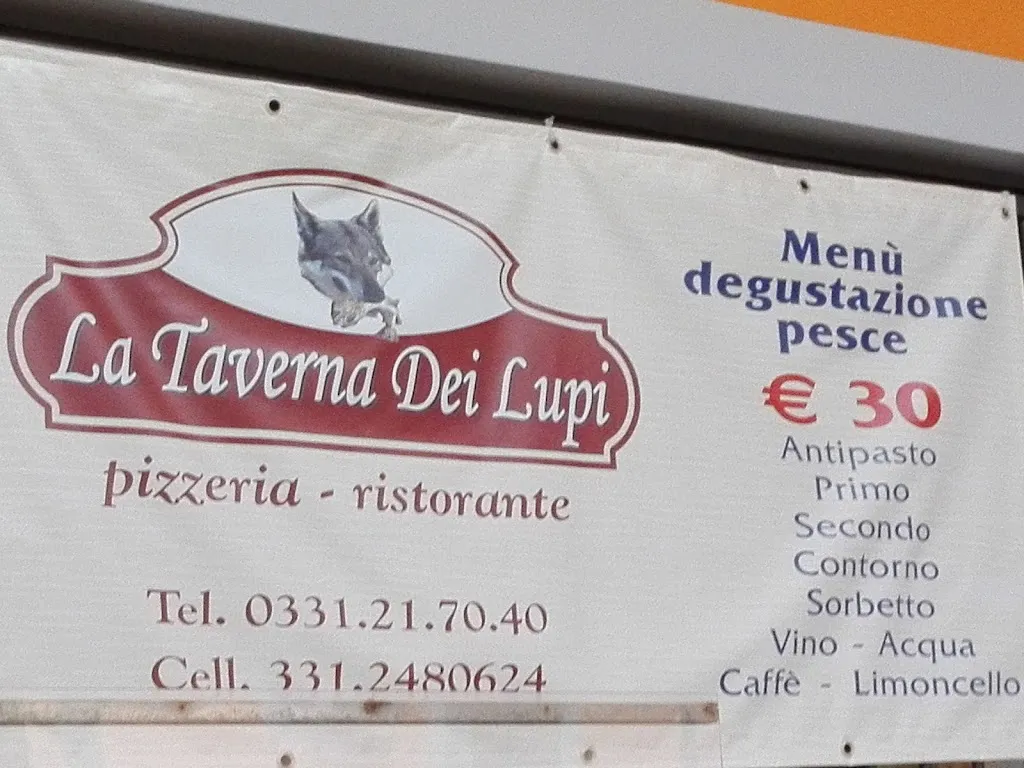 La Taverna Dei Lupi
pizzeria - ristorante
Tel. 0331.21.70.40
Cell. 331.2480624
Menù
degustazione
pesce
€ 30
Antipasto
Primo
Secondo
Contorno
Sorbetto
Vino - Acqua
Caffè - Limoncello